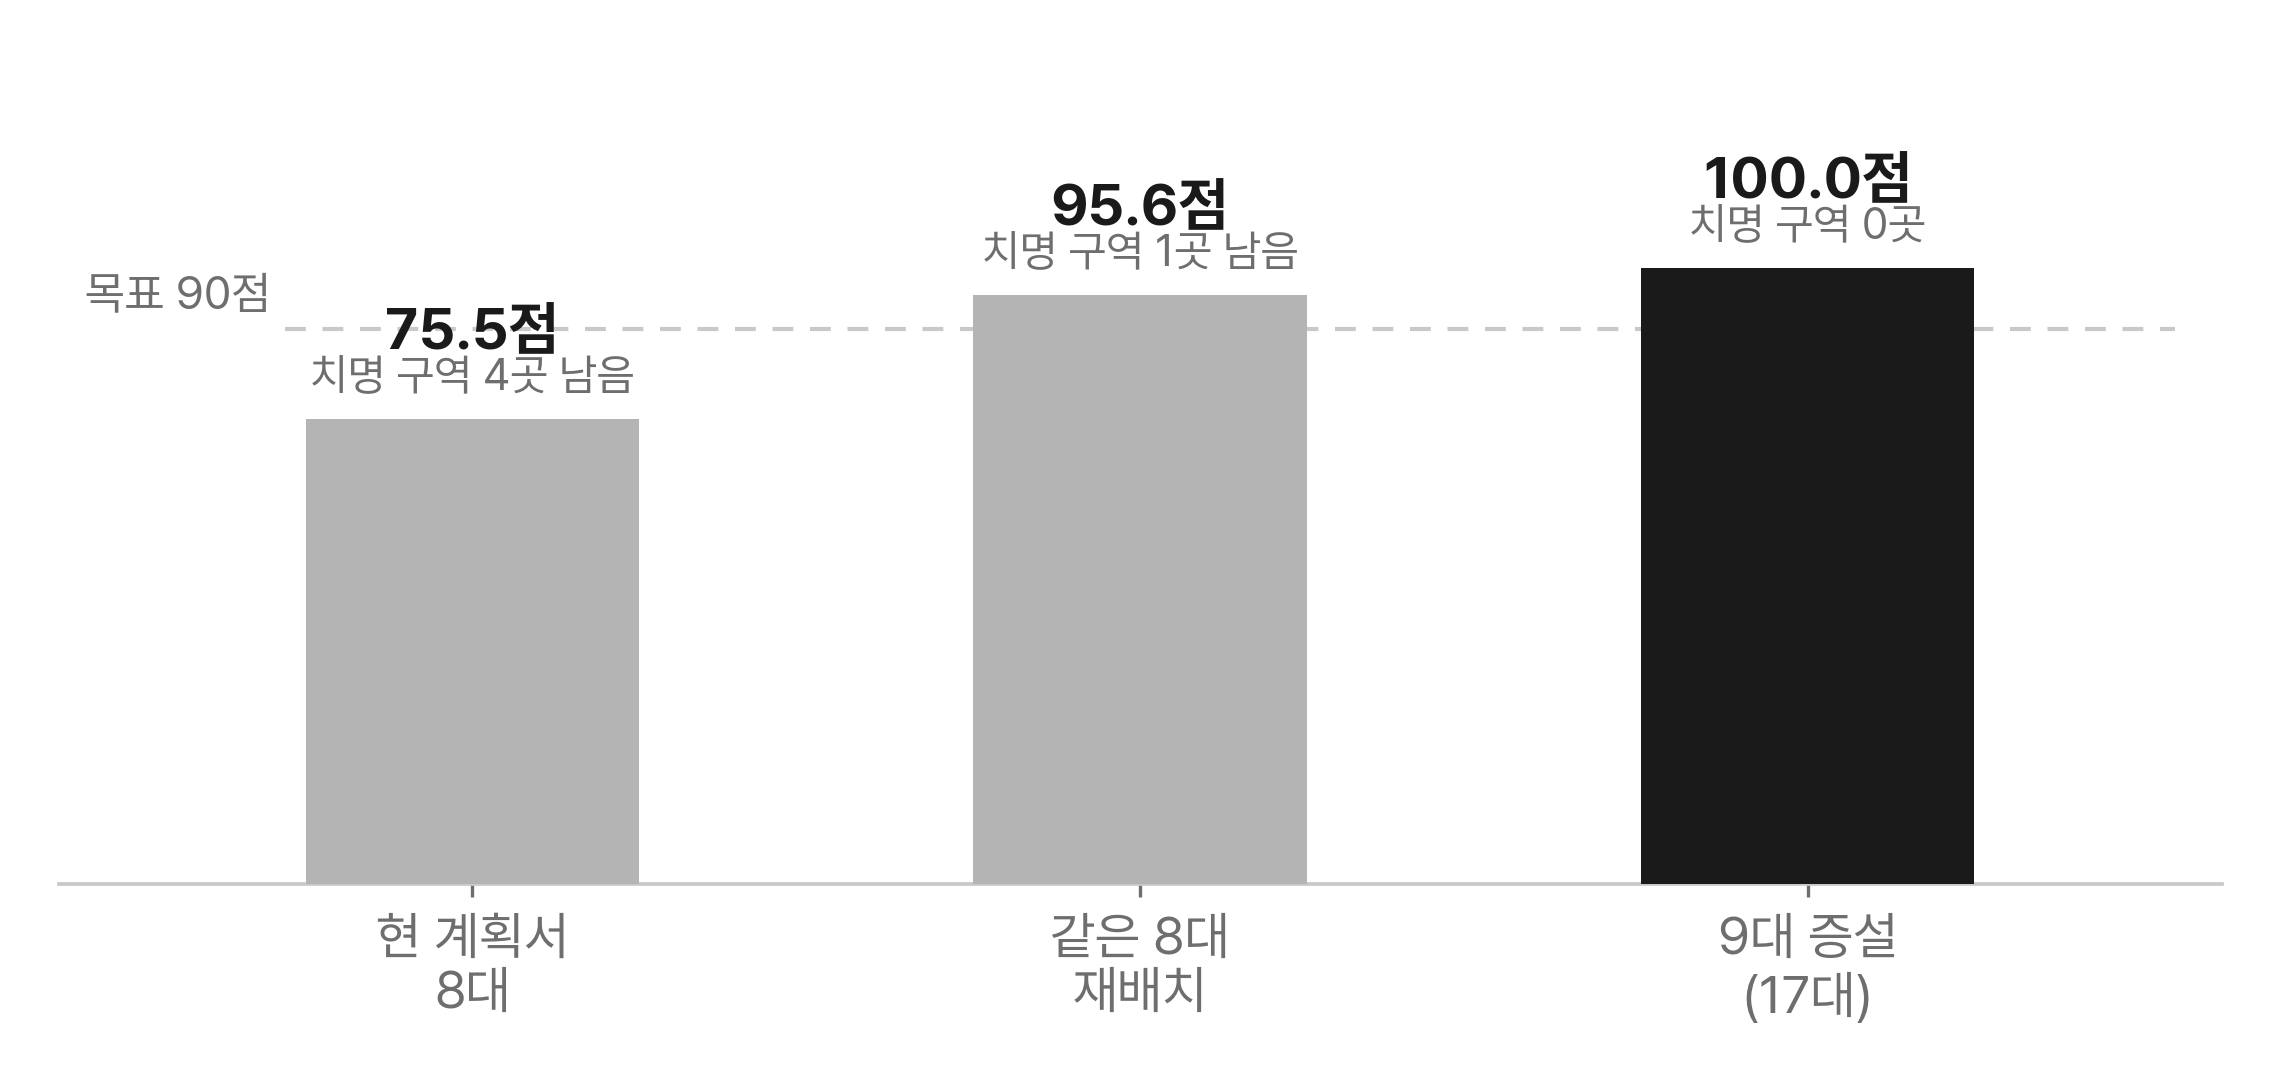 목표 90점
75.5점
치명 구역 4곳 남음
95.6점
치명 구역 1곳 남음
100.0점
치명 구역 0곳
현 계획서
8대
같은 8대
재배치
9대 증설
(17대)